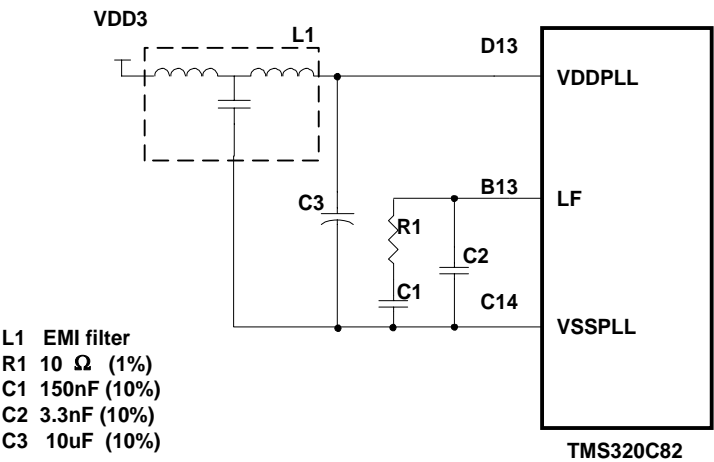 VDD3
L1
D13
VDDPLL
B13
LF
C3
R1
C2
C1
C14
VSSPLL
L1 EMI filter
R1 10 Ω (1%)
C1 150nF (10%)
C2 3.3nF (10%)
C3 10uF (10%)
TMS320C82